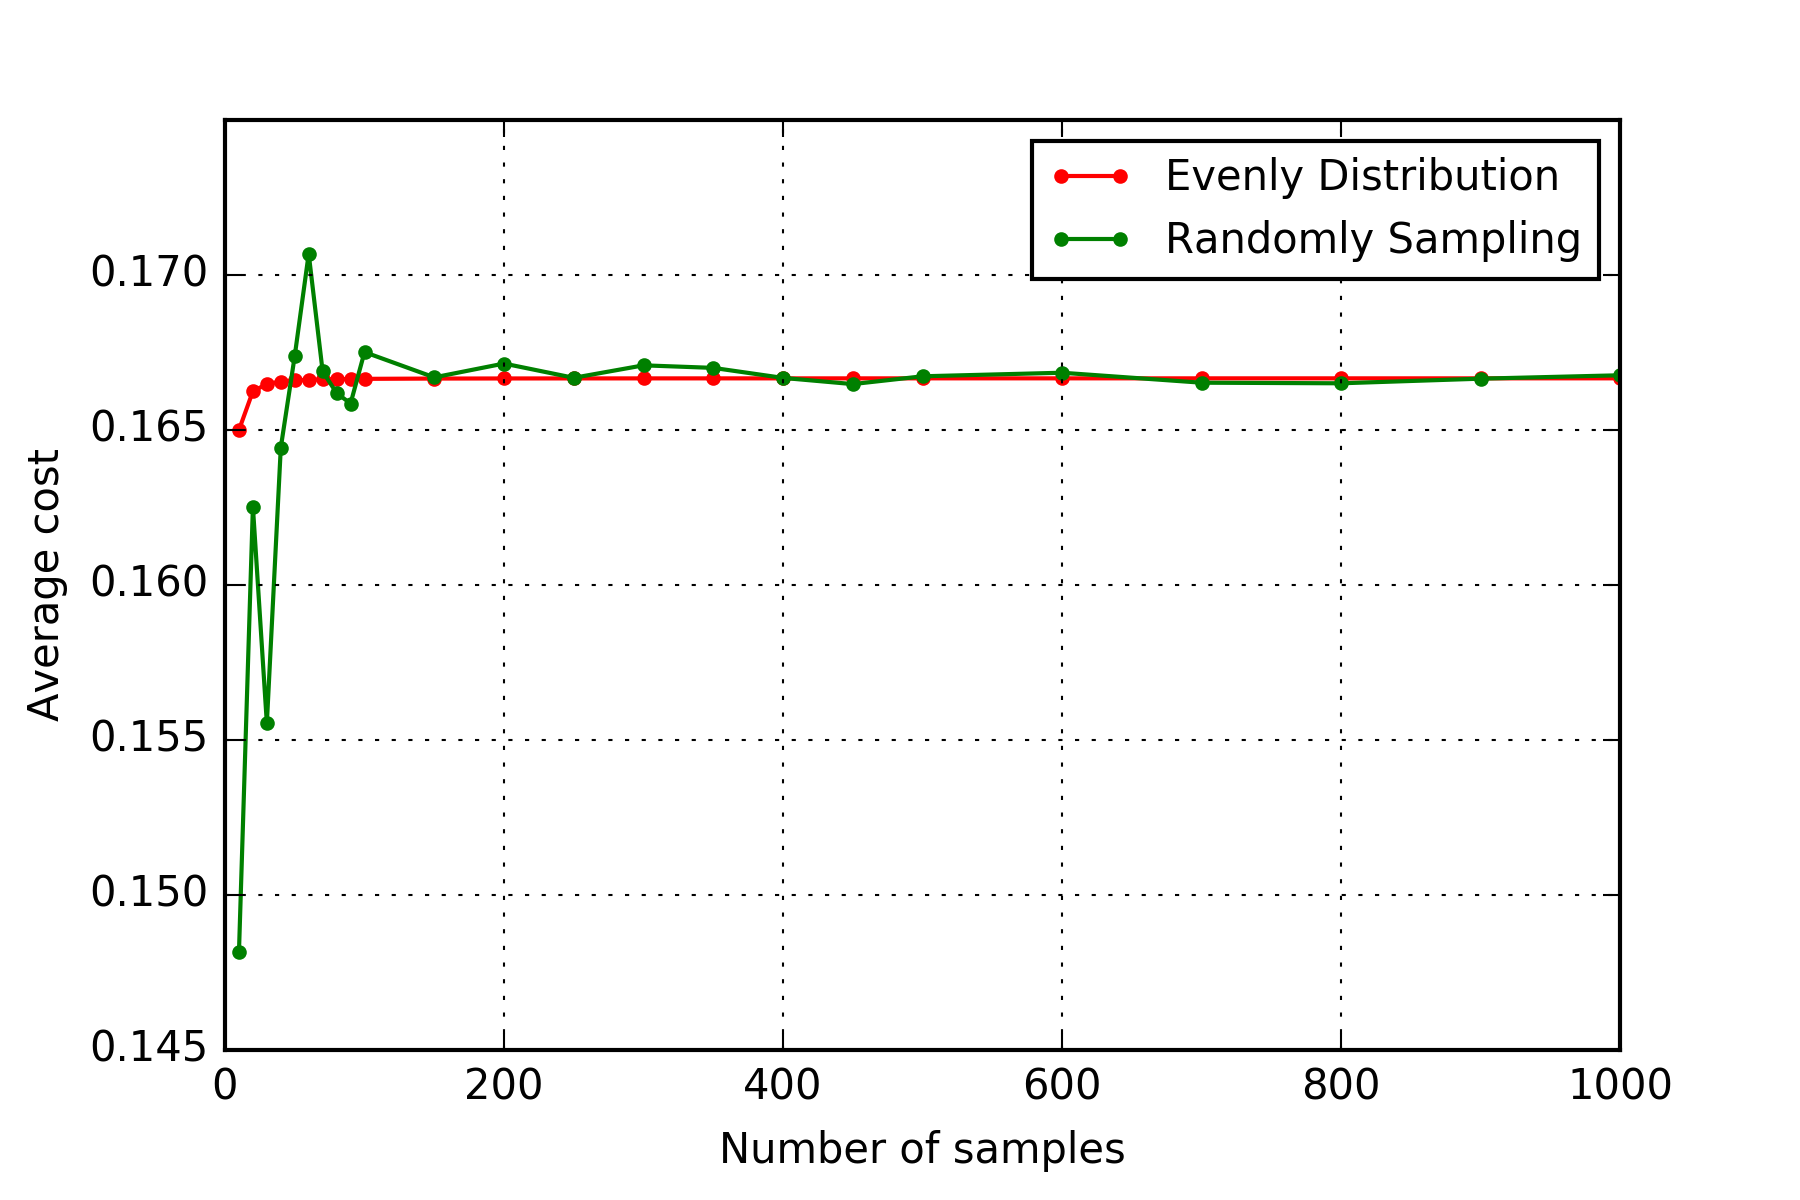 Evenly Distribution
Randomly Sampling
0.170
0.165
0.160
0.155
0.150
0.145
Average cost
0 200 400 600 800 1000
Number of samples